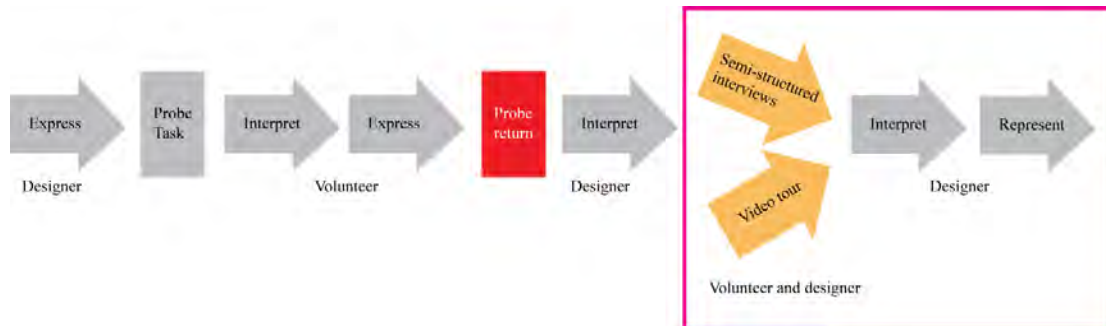 Express
Designer
Probe
Task
Interpret
Express
Volunteer
Probe
return
Interpret
Designer
Semi-structured
interviews
Video tour
Volunteer and designer
Interpret
Represent
Designer